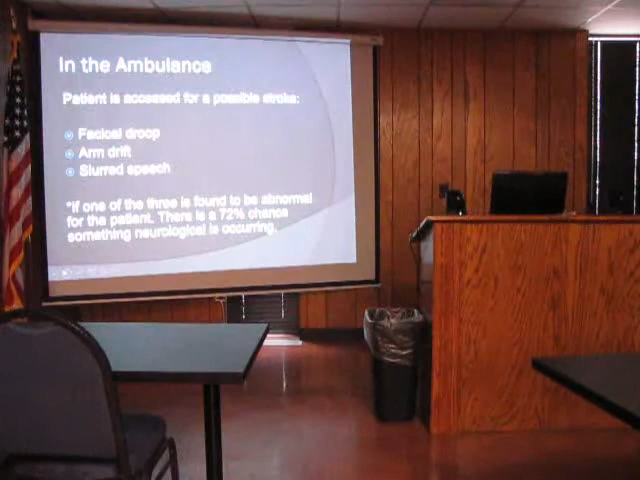 In the Ambulance
Patient is accessed for a possible stroke:
Facial droop
Arm drift
Slurred speech
*if one of the three is found to be abnormal
for the patient. There is a 72% chance
something neurological is occurring.